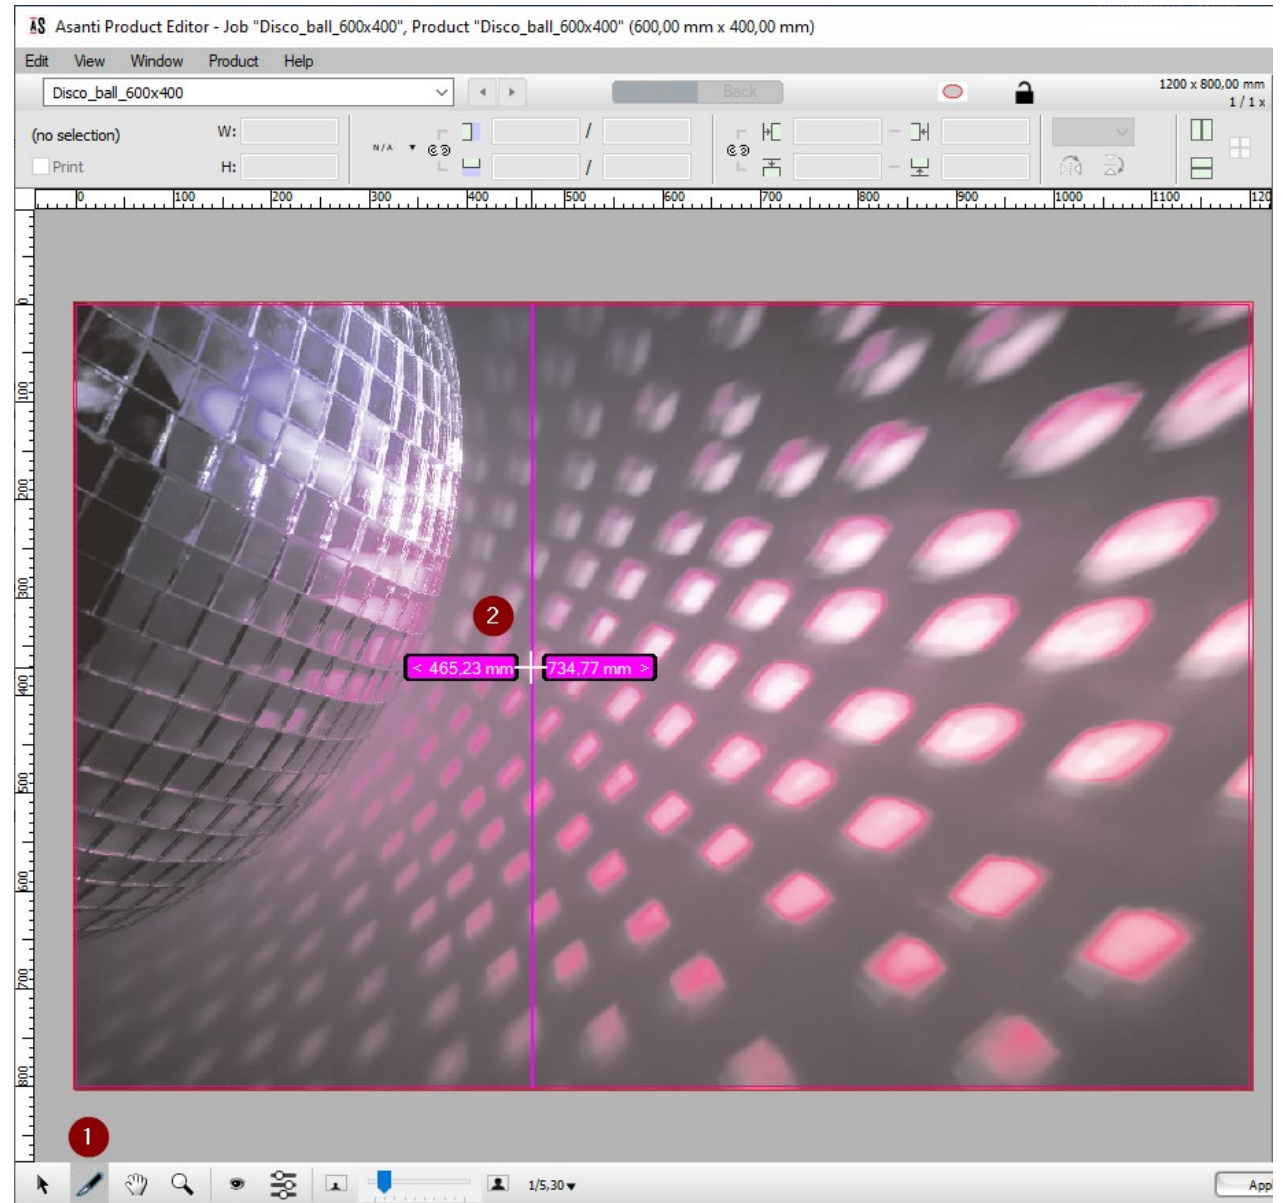 AS Asanti Product Editor - Job "Disco_ball_600x400", Product "Disco_ball_600x400" (600,00 mm x 400,00 mm)
Edit View Window Product Help
Disco_ball_600x400 Back 1200 x 800,00 mm
1 / 1 x
(no selection) W: N/A / 
Print H: /
0 100 200 300 400 500 600 700 800 900 1000 1100 120
0
100
200
300
400
500
600
700
800
2
< 465,23 mm 734,77 mm >
1
1/5,30 Appl